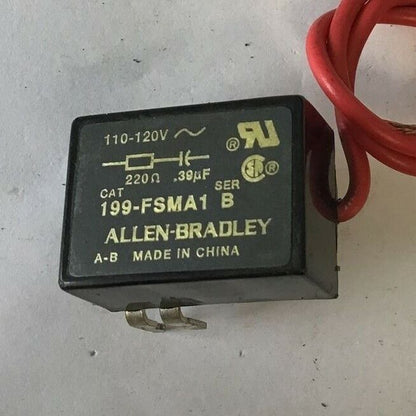 110-120V ~
220Ω .39µF
CAT SER
199-FSMA1 B
ALLEN-BRADLEY
A-B MADE IN CHINA